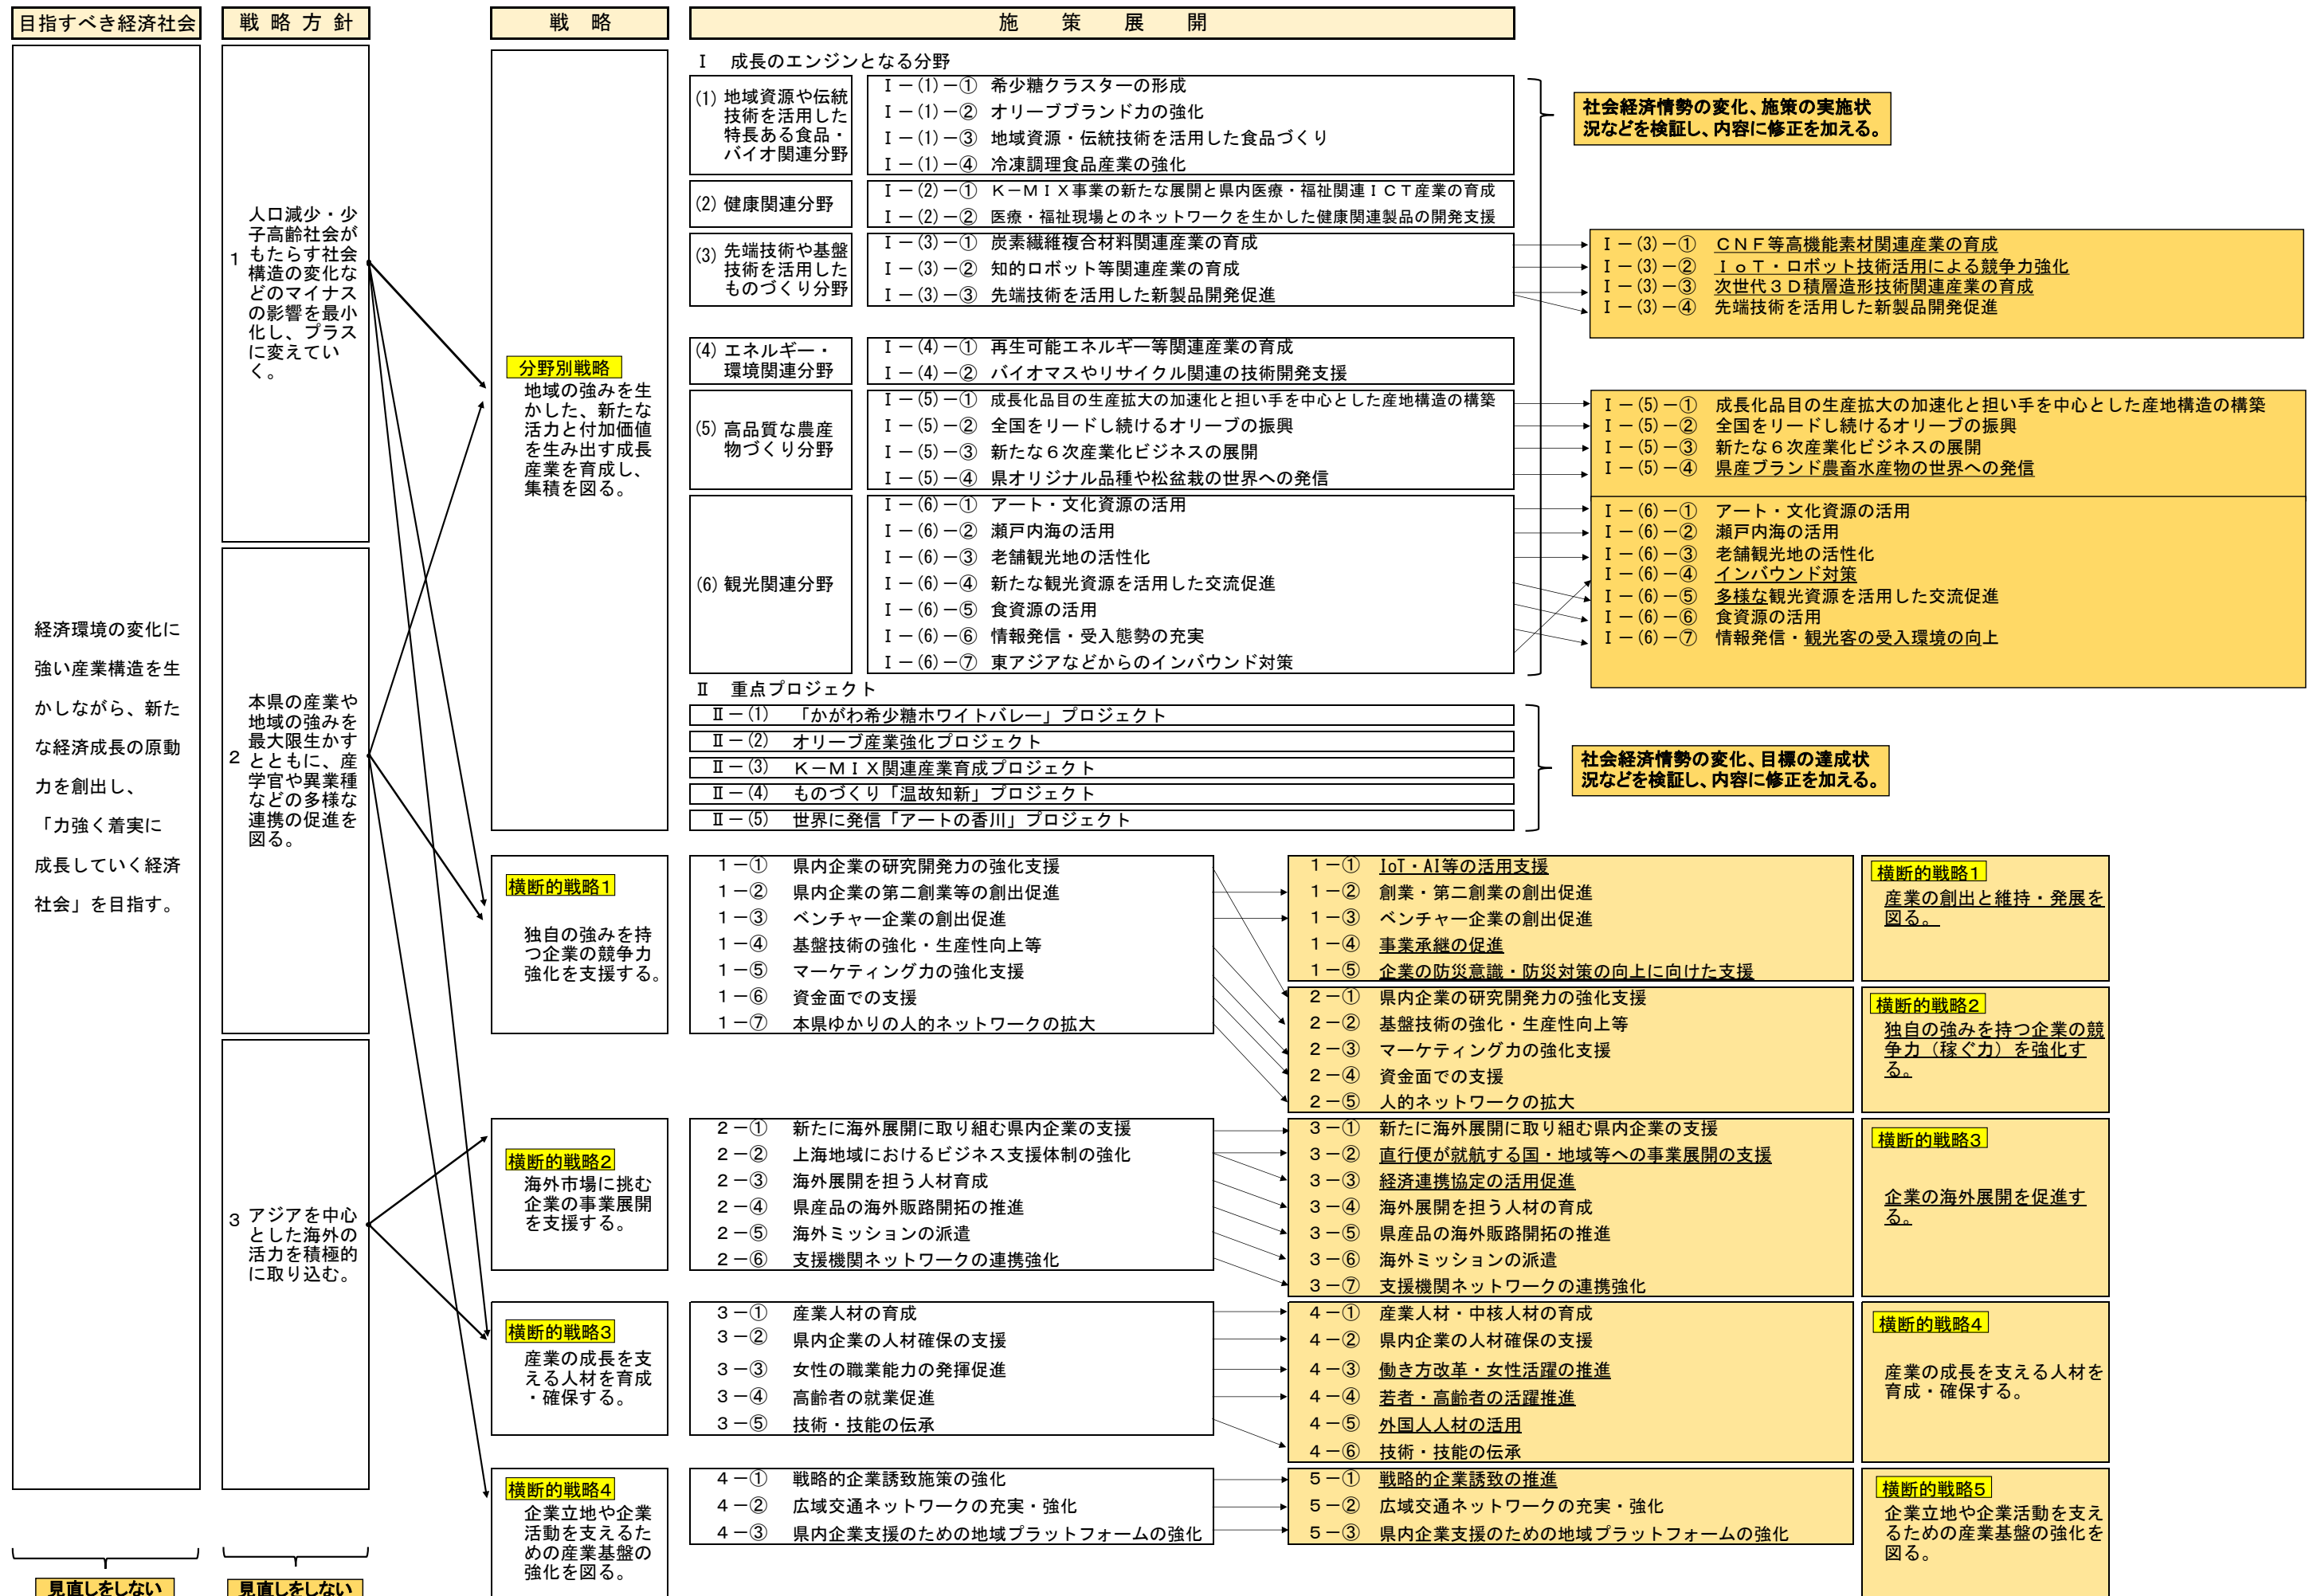 目指すべき経済社会
戦略方針
戦　略
施　策　展　開
経済環境の変化に
強い産業構造を生
かしながら、新た
な経済成長の原動
力を創出し、
「力強く着実に
成長していく経済
社会」を目指す。
見直しをしない
1
人口減少・少
子高齢社会が
もたらす社会
構造の変化な
どのマイナス
の影響を最小
化し、プラス
に変えてい
く。
2
本県の産業や
地域の強みを
最大限生かす
とともに、産
学官や異業種
などの多様な
連携の促進を
図る。
3
アジアを中心
とした海外の
活力を積極的
に取り込む。
見直しをしない
分野別戦略
地域の強みを生
かした、新たな
活力と付加価値
を生み出す成長
産業を育成し、
集積を図る。
Ⅰ　成長のエンジンとなる分野
(1) 地域資源や伝統
技術を活用した
特長ある食品・
バイオ関連分野
Ⅰ－(1)－①　希少糖クラスターの形成
Ⅰ－(1)－②　オリーブブランド力の強化
Ⅰ－(1)－③　地域資源・伝統技術を活用した食品づくり
Ⅰ－(1)－④　冷凍調理食品産業の強化
(2) 健康関連分野
Ⅰ－(2)－①　Ｋ－ＭＩＸ事業の新たな展開と県内医療・福祉関連ＩＣＴ産業の育成
Ⅰ－(2)－②　医療・福祉現場とのネットワークを生かした健康関連製品の開発支援
(3) 先端技術や基盤
技術を活用した
ものづくり分野
Ⅰ－(3)－①　炭素繊維複合材料関連産業の育成
Ⅰ－(3)－②　知的ロボット等関連産業の育成
Ⅰ－(3)－③　先端技術を活用した新製品開発促進
(4) エネルギー・
環境関連分野
Ⅰ－(4)－①　再生可能エネルギー等関連産業の育成
Ⅰ－(4)－②　バイオマスやリサイクル関連の技術開発支援
(5) 高品質な農産
物づくり分野
Ⅰ－(5)－①　成長化品目の生産拡大の加速化と担い手を中心とした産地構造の構築
Ⅰ－(5)－②　全国をリードし続けるオリーブの振興
Ⅰ－(5)－③　新たな６次産業化ビジネスの展開
Ⅰ－(5)－④　県オリジナル品種や松盆栽の世界への発信
(6) 観光関連分野
Ⅰ－(6)－①　アート・文化資源の活用
Ⅰ－(6)－②　瀬戸内海の活用
Ⅰ－(6)－③　老舗観光地の活性化
Ⅰ－(6)－④　新たな観光資源を活用した交流促進
Ⅰ－(6)－⑤　食資源の活用
Ⅰ－(6)－⑥　情報発信・受入態勢の充実
Ⅰ－(6)－⑦　東アジアなどからのインバウンド対策
社会経済情勢の変化、施策の実施状
況などを検証し、内容に修正を加える。
Ⅰ－(3)－①　ＣＮＦ等高機能素材関連産業の育成
Ⅰ－(3)－②　ＩｏＴ・ロボット技術活用による競争力強化
Ⅰ－(3)－③　次世代３Ｄ積層造形技術関連産業の育成
Ⅰ－(3)－④　先端技術を活用した新製品開発促進
Ⅰ－(5)－①　成長化品目の生産拡大の加速化と担い手を中心とした産地構造の構築
Ⅰ－(5)－②　全国をリードし続けるオリーブの振興
Ⅰ－(5)－③　新たな６次産業化ビジネスの展開
Ⅰ－(5)－④　県産ブランド農畜水産物の世界への発信
Ⅰ－(6)－①　アート・文化資源の活用
Ⅰ－(6)－②　瀬戸内海の活用
Ⅰ－(6)－③　老舗観光地の活性化
Ⅰ－(6)－④　インバウンド対策
Ⅰ－(6)－⑤　多様な観光資源を活用した交流促進
Ⅰ－(6)－⑥　食資源の活用
Ⅰ－(6)－⑦　情報発信・観光客の受入環境の向上
Ⅱ　重点プロジェクト
Ⅱ－(1)　「かがわ希少糖ホワイトバレー」プロジェクト
Ⅱ－(2)　オリーブ産業強化プロジェクト
Ⅱ－(3)　Ｋ－ＭＩＸ関連産業育成プロジェクト
Ⅱ－(4)　ものづくり「温故知新」プロジェクト
Ⅱ－(5)　世界に発信「アートの香川」プロジェクト
社会経済情勢の変化、目標の達成状
況などを検証し、内容に修正を加える。
横断的戦略1
独自の強みを持
つ企業の競争力
強化を支援する。
１－①　県内企業の研究開発力の強化支援
１－②　県内企業の第二創業等の創出促進
１－③　ベンチャー企業の創出促進
１－④　基盤技術の強化・生産性向上等
１－⑤　マーケティング力の強化支援
１－⑥　資金面での支援
１－⑦　本県ゆかりの人的ネットワークの拡大
１－①　IoT・AI等の活用支援
１－②　創業・第二創業の創出促進
１－③　ベンチャー企業の創出促進
１－④　事業承継の促進
１－⑤　企業の防災意識・防災対策の向上に向けた支援
横断的戦略1
産業の創出と維持・発展を
図る。
２－①　県内企業の研究開発力の強化支援
２－②　基盤技術の強化・生産性向上等
２－③　マーケティング力の強化支援
２－④　資金面での支援
２－⑤　人的ネットワークの拡大
横断的戦略2
独自の強みを持つ企業の競
争力（稼ぐ力）を強化す
る。
横断的戦略2
海外市場に挑む
企業の事業展開
を支援する。
２－①　新たに海外展開に取り組む県内企業の支援
２－②　上海地域におけるビジネス支援体制の強化
２－③　海外展開を担う人材育成
２－④　県産品の海外販路開拓の推進
２－⑤　海外ミッションの派遣
２－⑥　支援機関ネットワークの連携強化
３－①　新たに海外展開に取り組む県内企業の支援
３－②　直行便が就航する国・地域等への事業展開の支援
３－③　経済連携協定の活用促進
３－④　海外展開を担う人材の育成
３－⑤　県産品の海外販路開拓の推進
３－⑥　海外ミッションの派遣
３－⑦　支援機関ネットワークの連携強化
横断的戦略3
企業の海外展開を促進す
る。
横断的戦略3
産業の成長を支
える人材を育成
・確保する。
３－①　産業人材の育成
３－②　県内企業の人材確保の支援
３－③　女性の職業能力の発揮促進
３－④　高齢者の就業促進
３－⑤　技術・技能の伝承
４－①　産業人材・中核人材の育成
４－②　県内企業の人材確保の支援
４－③　働き方改革・女性活躍の推進
４－④　若者・高齢者の活躍推進
４－⑤　外国人人材の活用
４－⑥　技術・技能の伝承
横断的戦略4
産業の成長を支える人材を
育成・確保する。
横断的戦略4
企業立地や企業
活動を支えるた
めの産業基盤の
強化を図る。
４－①　戦略的企業誘致施策の強化
４－②　広域交通ネットワークの充実・強化
４－③　県内企業支援のための地域プラットフォームの強化
５－①　戦略的企業誘致の推進
５－②　広域交通ネットワークの充実・強化
５－③　県内企業支援のための地域プラットフォームの強化
横断的戦略5
企業立地や企業活動を支え
るための産業基盤の強化を
図る。